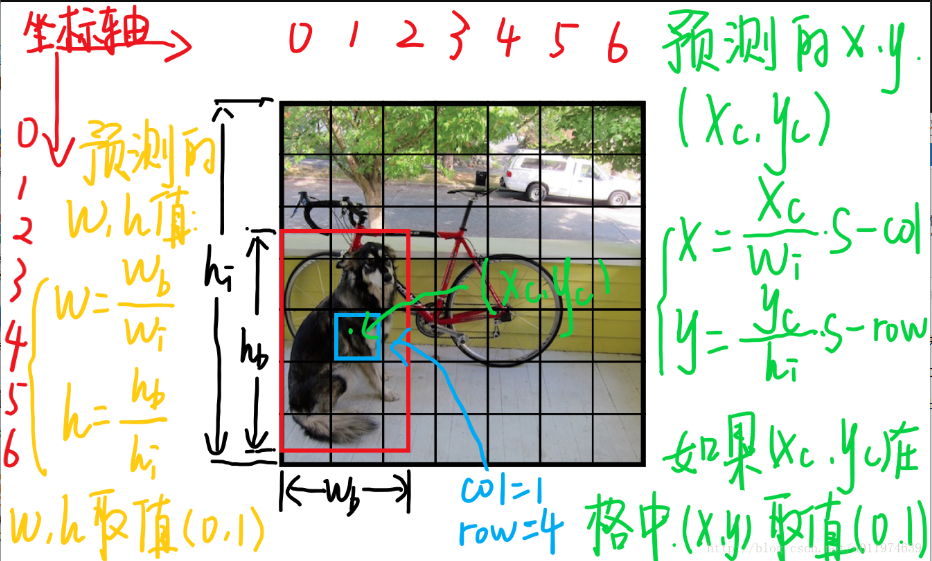 坐标轴
0 1 2 3 4 5 6
预测的x.y.
(xc.yc)
x = xc/wi·S-col
y = yc/hi·S-row
如果(xc.yc)在
格中.(x,y)取值(0.1)
0
1
2
3
4
5
6
预测的
w,h值:
w = wb/wi
h = hb/hi
w,h取值(0,1)
hi
hb
wb
(xc,yc)
col=1
row=4